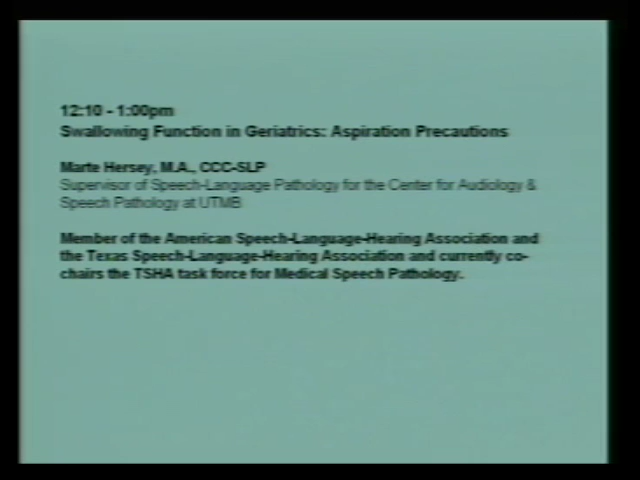 12:10 - 1:00pm
Swallowing Function in Geriatrics: Aspiration Precautions
Marte Hersey, M.A., CCC-SLP
Supervisor of Speech-Language Pathology for the Center for Audiology &
Speech Pathology at UTMB
Member of the American Speech-Language-Hearing Association and
the Texas Speech-Language-Hearing Association and currently co-
chairs the TSHA task force for Medical Speech Pathology.